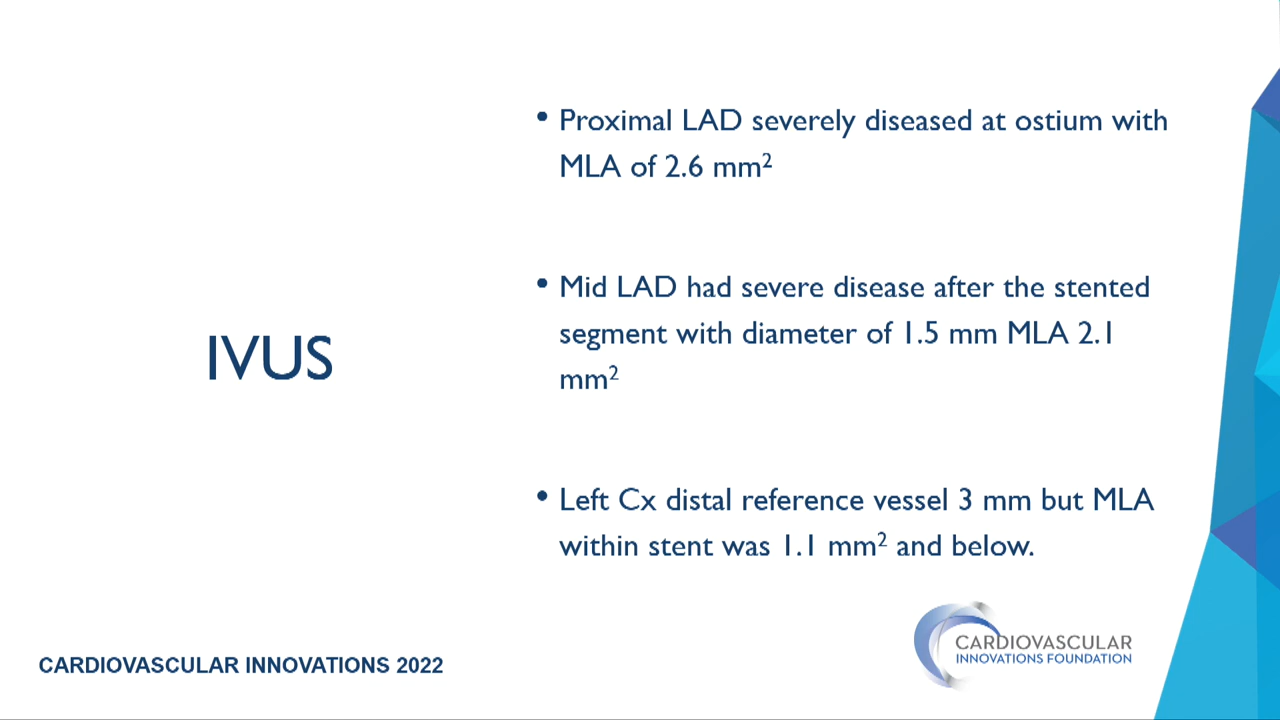 IVUS
• Proximal LAD severely diseased at ostium with
MLA of 2.6 mm²
• Mid LAD had severe disease after the stented
segment with diameter of 1.5 mm MLA 2.1
mm²
• Left Cx distal reference vessel 3 mm but MLA
within stent was 1.1 mm² and below.
CARDIOVASCULAR
INNOVATIONS FOUNDATION
CARDIOVASCULAR INNOVATIONS 2022